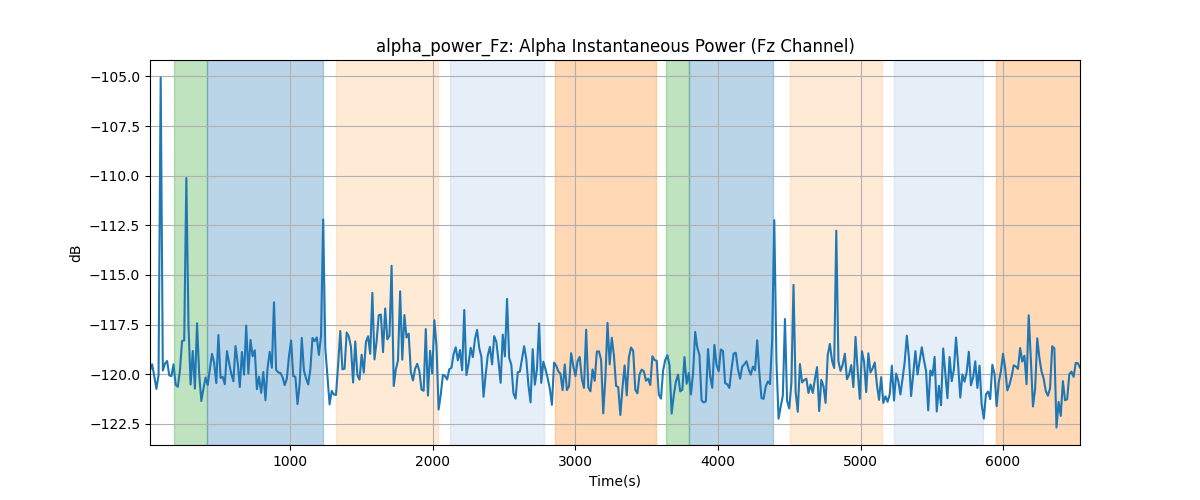 alpha_power_Fz: Alpha Instantaneous Power (Fz Channel)
−105.0
−107.5
−110.0
−112.5
−115.0
−117.5
−120.0
−122.5
dB
1000 2000 3000 4000 5000 6000
Time(s)